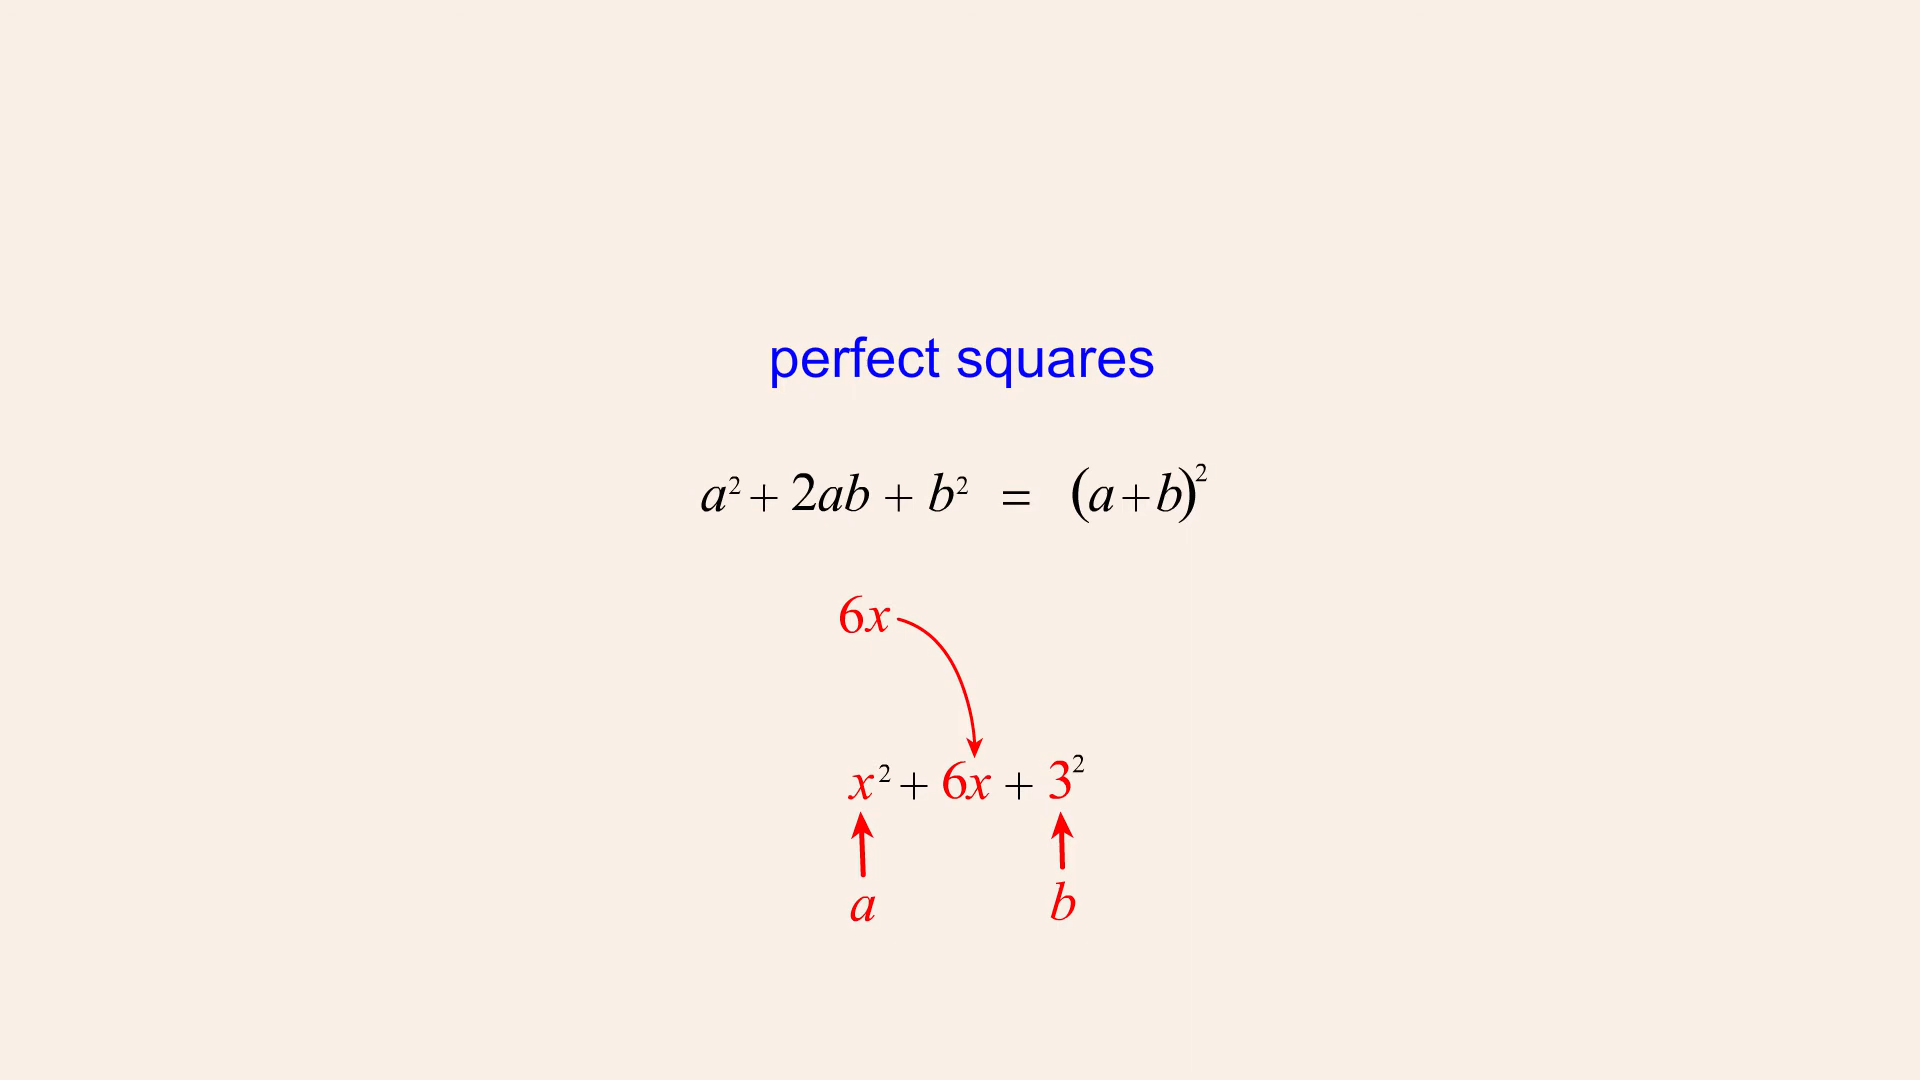 perfect squares
a² + 2ab + b² = (a+b)²
6x
x² + 6x + 3²
a b